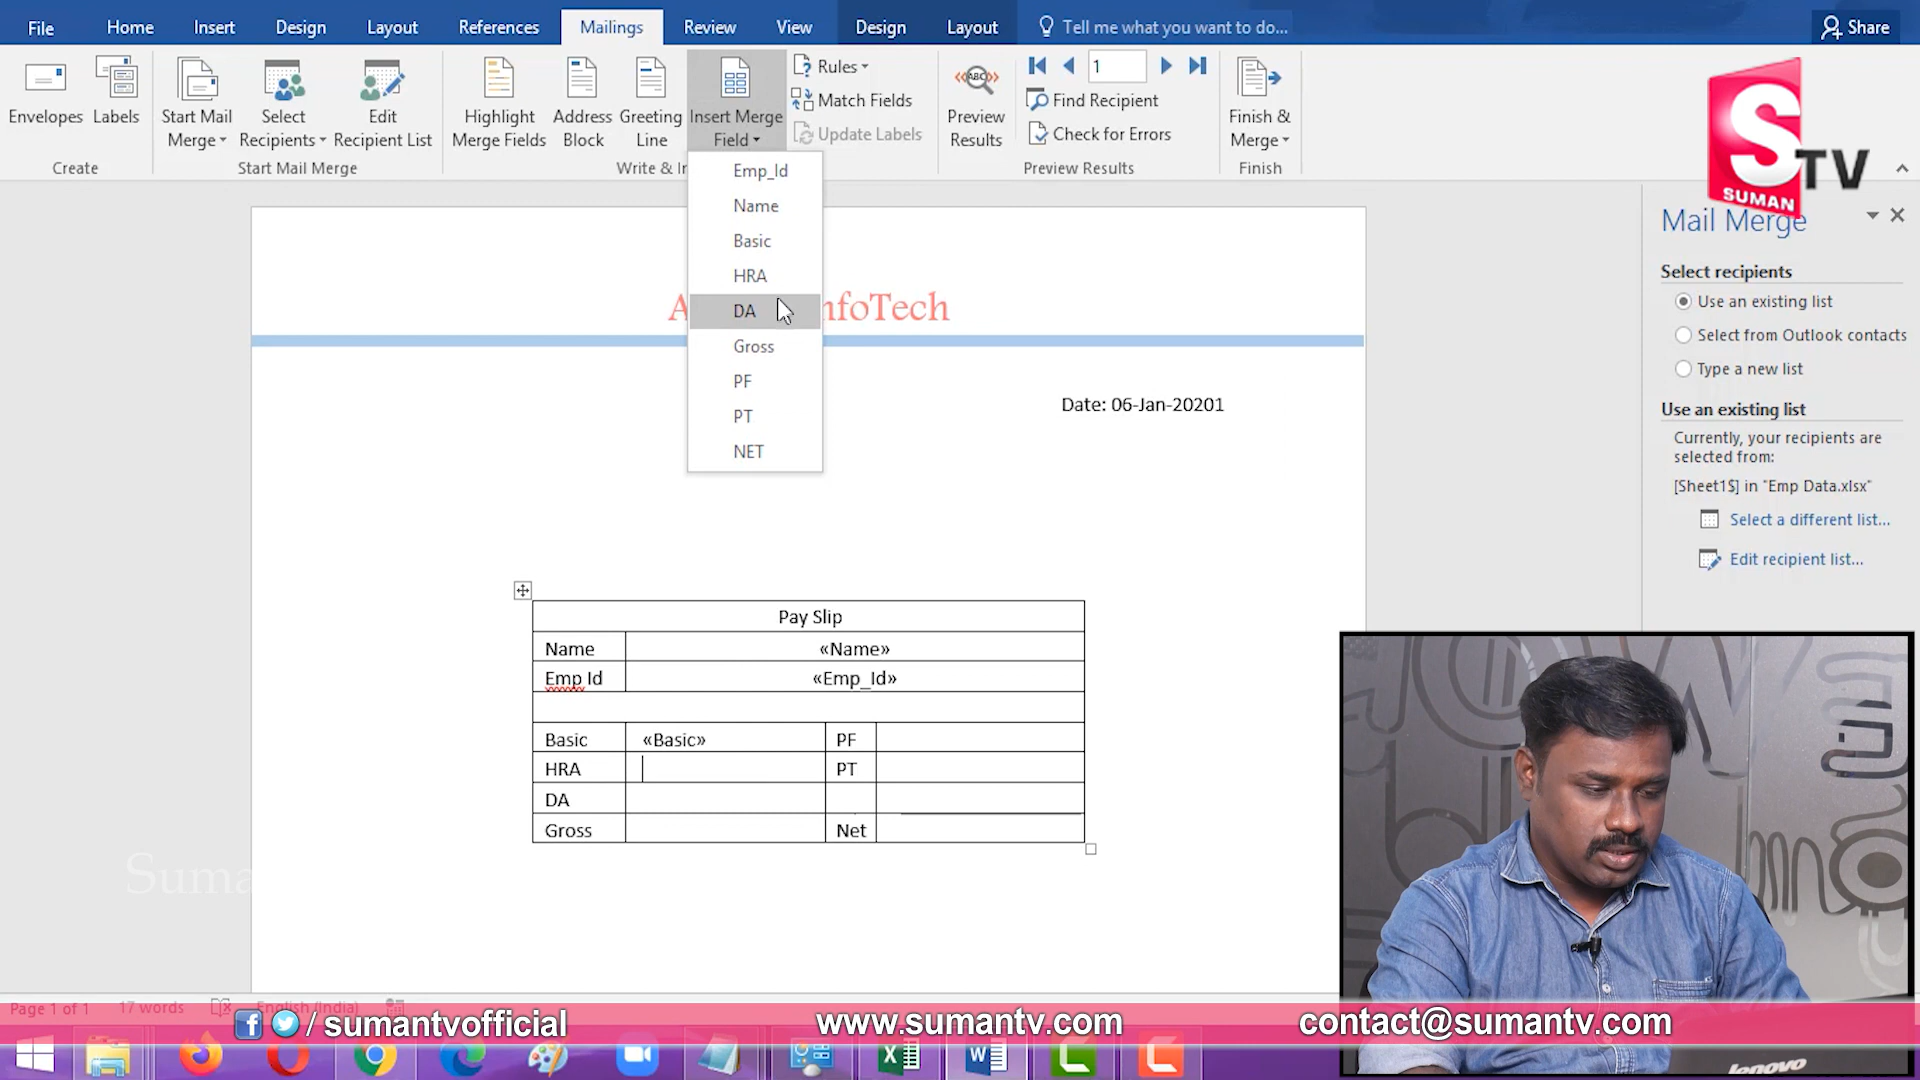 File Home Insert Design Layout References Mailings Review View Design Layout Tell me what you want to do... Share
Envelopes Labels Start Mail Merge Select Recipients Edit Recipient List Highlight Merge Fields Address Block Greeting Line Insert Merge Field Rules Match Fields Update Labels Preview Results 1 Find Recipient Check for Errors Finish & Merge
Create Start Mail Merge Write & In Preview Results Finish
S TV
SUMAN
Emp_Id
Name
Basic
HRA
DA
Gross
PF
PT
NET
A nfoTech
Date: 06-Jan-20201
Pay Slip
Name «Name»
Emp Id «Emp_Id»
Basic «Basic» PF
HRA PT
DA
Gross Net
Mail Merge
Select recipients
Use an existing list
Select from Outlook contacts
Type a new list
Use an existing list
Currently, your recipients are
selected from:
[Sheet1$] in "Emp Data.xlsx"
Select a different list...
Edit recipient list...
Suma
Page 1 of 1 17 words English (India)
/ sumantvofficial www.sumantv.com contact@sumantv.com
lenovo